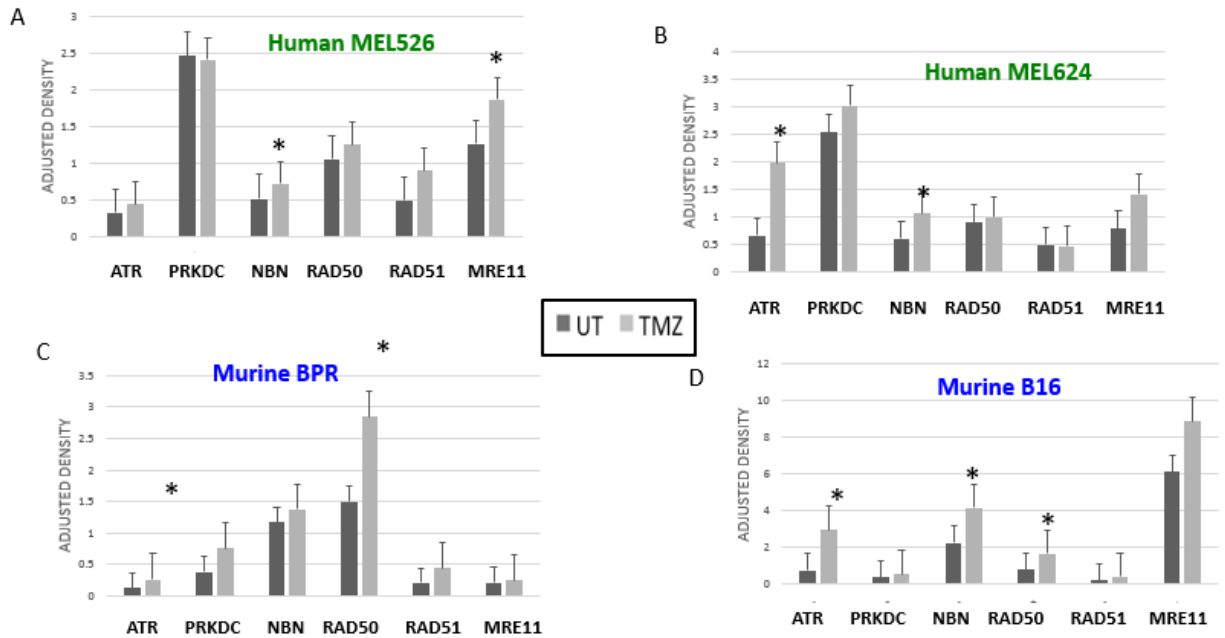 A
Human MEL526
ADJUSTED DENSITY
3
2.5
2
1.5
1
0.5
0
*
*
ATR PRKDC NBN RAD50 RAD51 MRE11
B
Human MEL624
ADJUSTED DENSITY
4
3.5
3
2.5
2
1.5
1
0.5
0
*
*
ATR PRKDC NBN RAD50 RAD51 MRE11
UT TMZ
C
Murine BPR
ADJUSTED DENSITY
3.5
3
2.5
2
1.5
1
0.5
0
*
*
ATR PRKDC NBN RAD50 RAD51 MRE11
D
Murine B16
ADJUSTED DENSITY
12
10
8
6
4
2
0
*
*
*
ATR PRKDC NBN RAD50 RAD51 MRE11